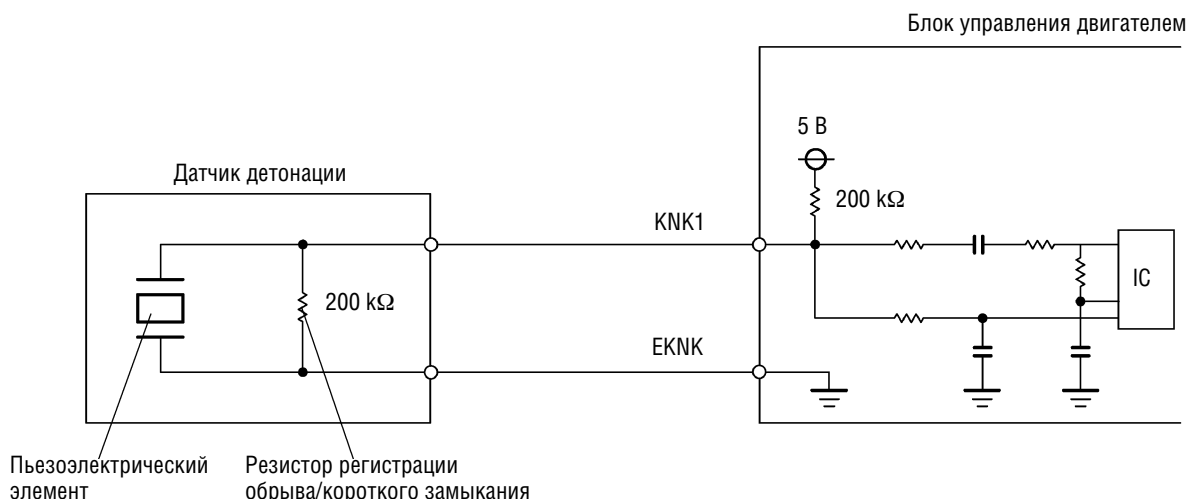 Блок управления двигателем
5 В
Датчик детонации
200 kΩ
KNK1
IC
200 kΩ
EKNK
Пьезоэлектрический
элемент
Резистор регистрации
обрыва/короткого замыкания